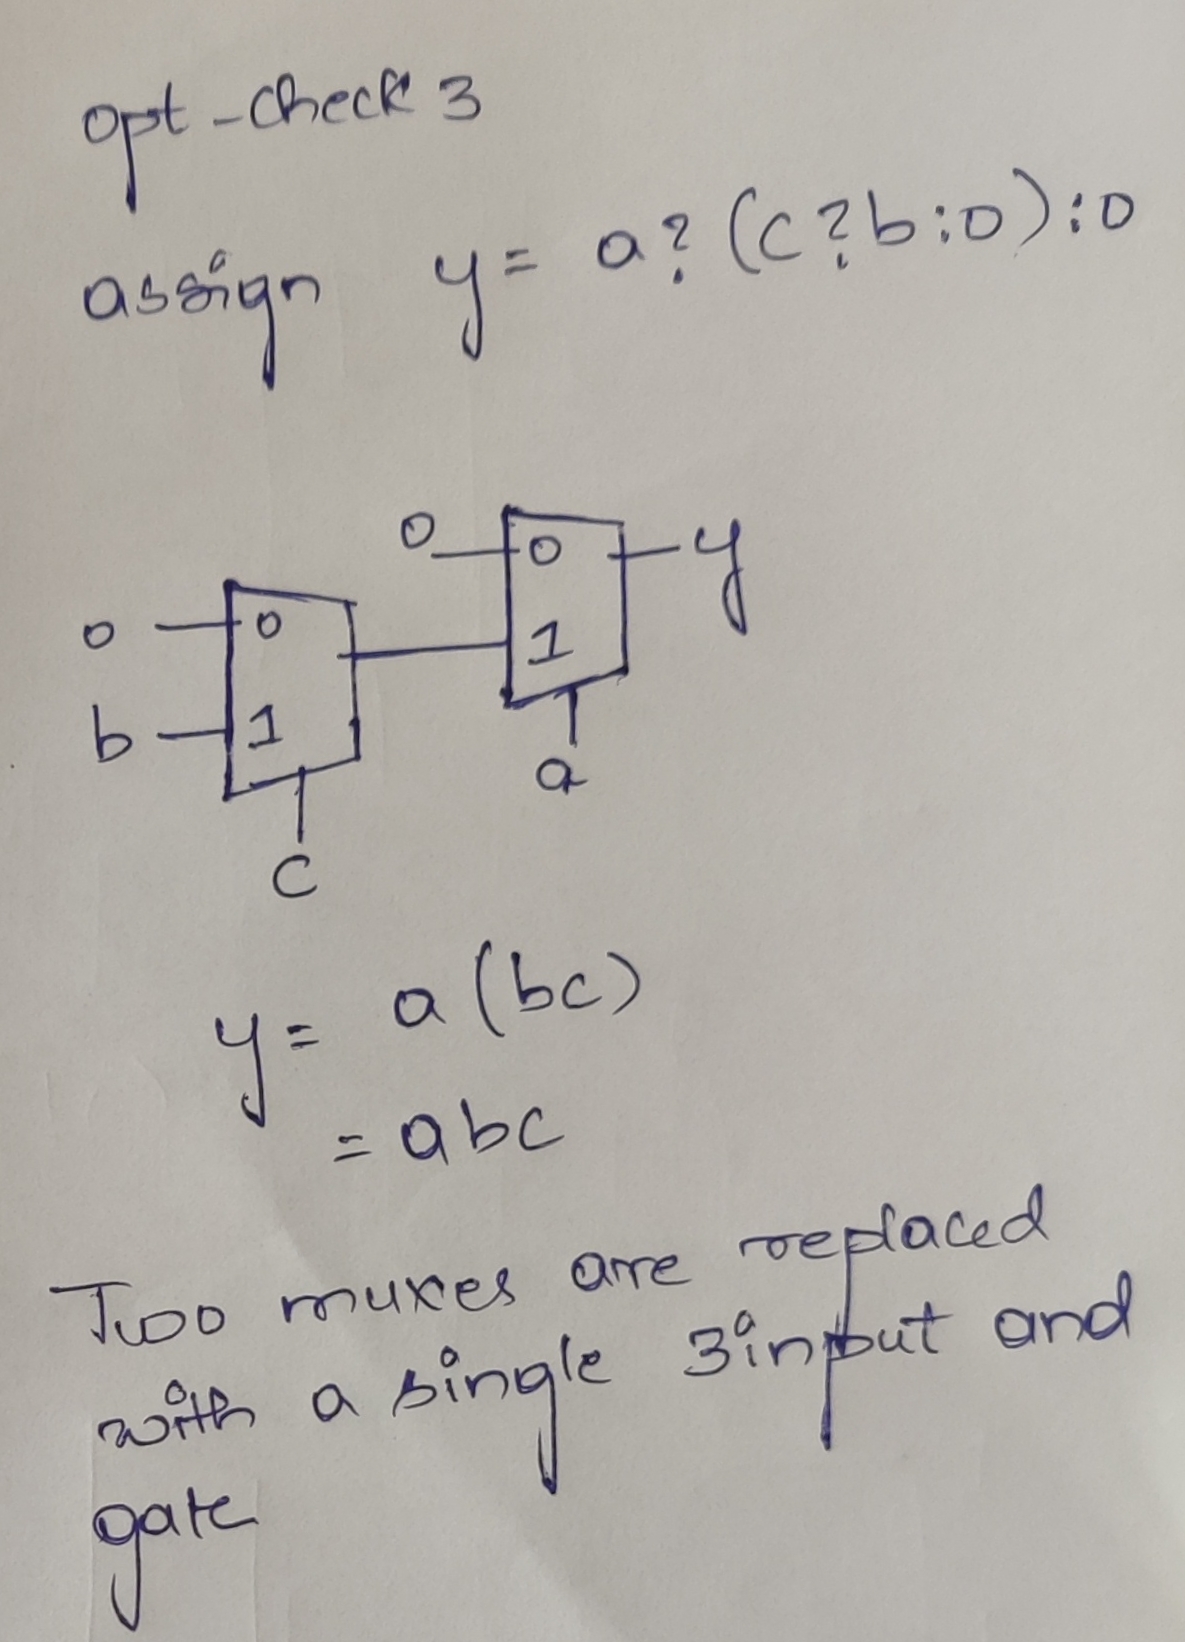 opt-check 3
assign y= a? (c?b:0):0
0 0 y
0 0 1
b 1 a
c
y= a (bc)
= abc
Two muxes are replaced
with a single 3input and
gate